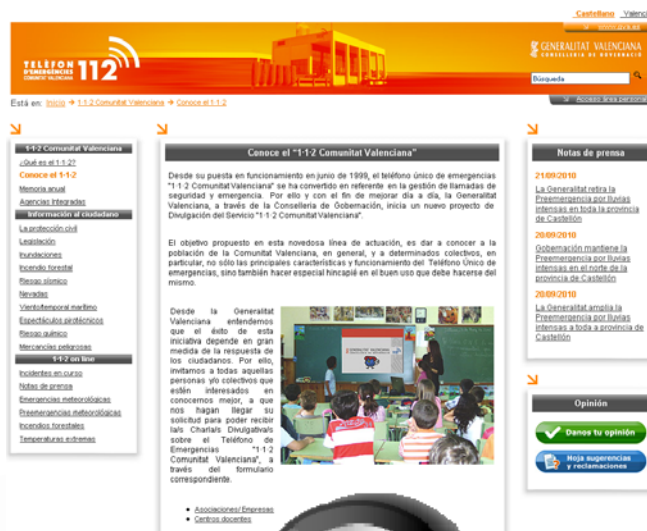 Castellano Valenci
www.gva.es
TELÈFON
D'EMERGÈNCIES
COMUNITAT VALENCIANA
112
GENERALITAT VALENCIANA
CONSELLERIA DE GOVERNACIÓ
Búsqueda
Acceso área personal
Está en: Inicio → 1·1·2 Comunitat Valenciana → Conoce el 1·1·2
1·1·2 Comunitat Valenciana
¿Qué es el 1·1·2?
Conoce el 1·1·2
Memoria anual
Agencias Integradas
Información al ciudadano
La protección civil
Legislación
Inundaciones
Incendio forestal
Riesgo sísmico
Nevadas
Viento/temporal marítimo
Espectáculos pirotécnicos
Riesgo químico
Mercancías peligrosas
1·1·2 on line
Incidentes en curso
Notas de prensa
Emergencias meteorológicas
Preemergencias meteorológicas
Incendios forestales
Temperaturas extremas
Conoce el "1·1·2 Comunitat Valenciana"
Desde su puesta en funcionamiento en junio de 1999, el teléfono único de emergencias
"1·1·2 Comunitat Valenciana" se ha convertido en referente en la gestión de llamadas de
seguridad y emergencia. Por ello y con el fin de mejorar día a día, la Generalitat
Valenciana, a través de la Conselleria de Gobernación, inicia un nuevo proyecto de
Divulgación del Servicio "1·1·2 Comunitat Valenciana".
El objetivo propuesto en esta novedosa línea de actuación, es dar a conocer a la
población de la Comunitat Valenciana, en general, y a determinados colectivos, en
particular, no sólo las principales características y funcionamiento del Teléfono Único de
emergencias, sino también hacer especial hincapié en el buen uso que debe hacerse del
mismo.
Desde la Generalitat
Valenciana entendemos
que el éxito de esta
iniciativa depende en gran
medida de la respuesta de
los ciudadanos. Por ello,
invitamos a todas aquellas
personas y/o colectivos que
estén interesados en
conocernos mejor, a que
nos hagan llegar su
solicitud para poder recibir
la/s Charla/s Divulgativa/s
sobre el Teléfono de
Emergencias "1·1·2
Comunitat Valenciana", a
través del formulario
correspondiente.
GENERALITAT VALENCIANA
Asociaciones/ Empresas
Centros docentes
Notas de prensa
21/09/2010
La Generalitat retira la
Preemergencia por lluvias
intensas en toda la provincia
de Castellón
20/09/2010
Gobernación mantiene la
Preemergencia por lluvias
intensas en el norte de la
provincia de Castellón
20/09/2010
La Generalitat amplia la
Preemergencia por lluvias
intensas a toda a provincia de
Castellón
Opinión
Danos tu opinión
Hoja sugerencias
y reclamaciones